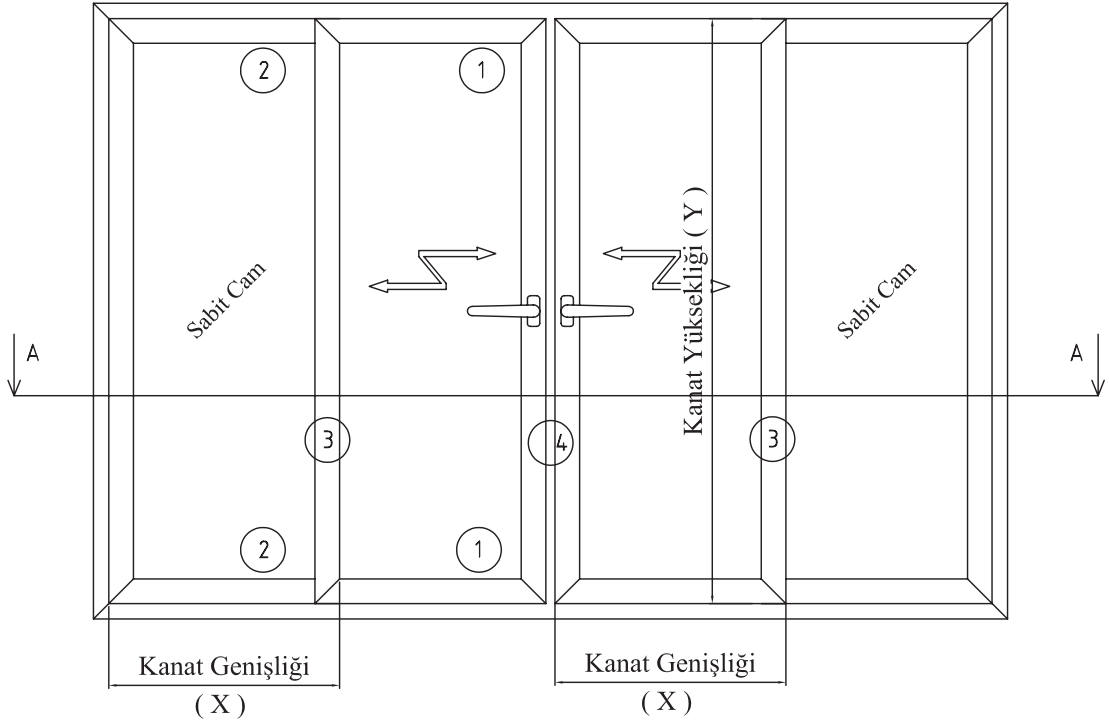 2
1
Sabit Cam
Kanat Yüksekliği ( Y )
Sabit Cam
A
A
3
4
3
2
1
Kanat Genişliği
( X )
Kanat Genişliği
( X )